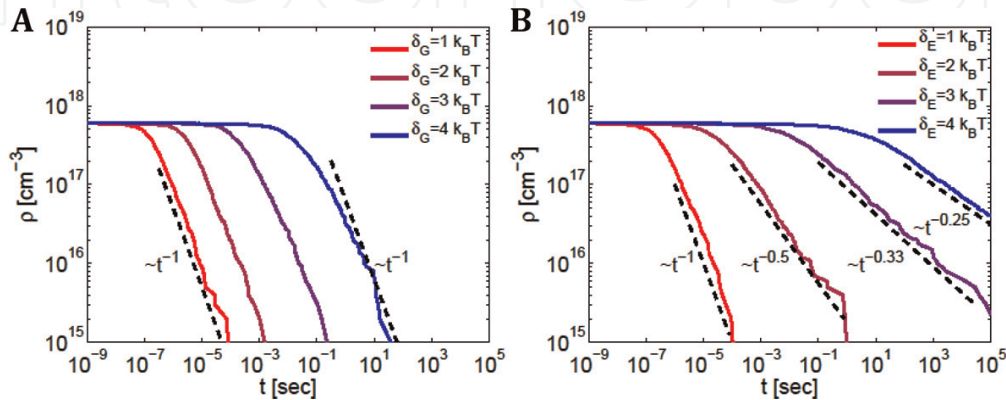 A
10^19
10^18
10^17
10^16
10^15
ρ [cm^−3]
δ_G=1 k_BT
δ_G=2 k_BT
δ_G=3 k_BT
δ_G=4 k_BT
~t^−1
~t^−1
10^−9 10^−7 10^−5 10^−3 10^−1 10^1 10^3 10^5
t [sec]
B
10^19
10^18
10^17
10^16
10^15
ρ [cm^−3]
δ_E=1 k_BT
δ_E=2 k_BT
δ_E=3 k_BT
δ_E=4 k_BT
~t^−0.25
~t^−1
~t^−0.5
~t^−0.33
10^−9 10^−7 10^−5 10^−3 10^−1 10^1 10^3 10^5
t [sec]